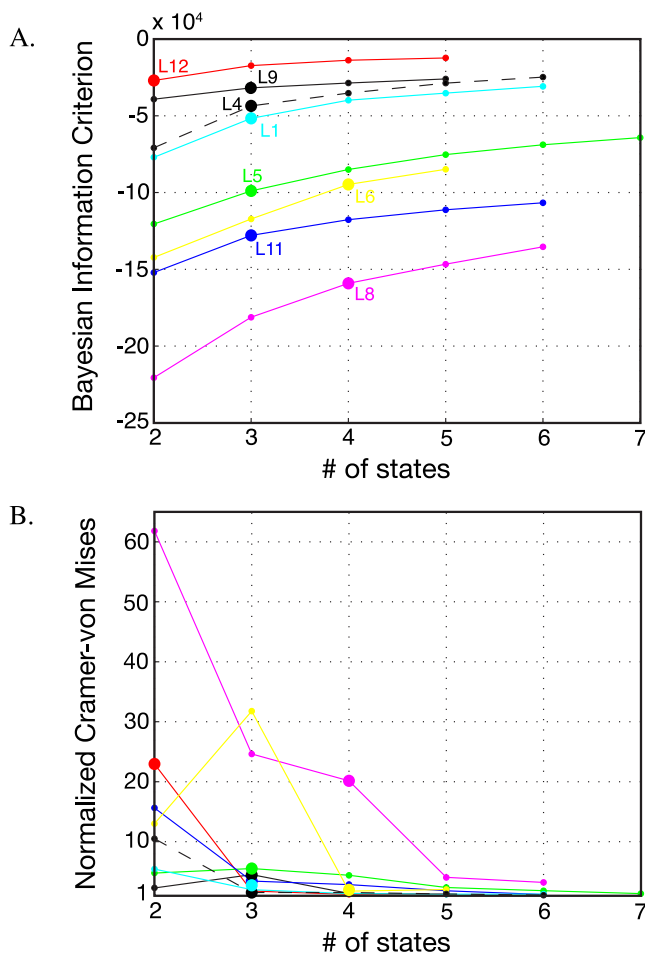 A.
x 10⁴
0
-5
-10
-15
-20
-25
Bayesian Information Criterion
L12
L9
L4
L1
L5
L6
L11
L8
2 3 4 5 6 7
# of states
B.
60
50
40
30
20
10
1
Normalized Cramer-von Mises
2 3 4 5 6 7
# of states